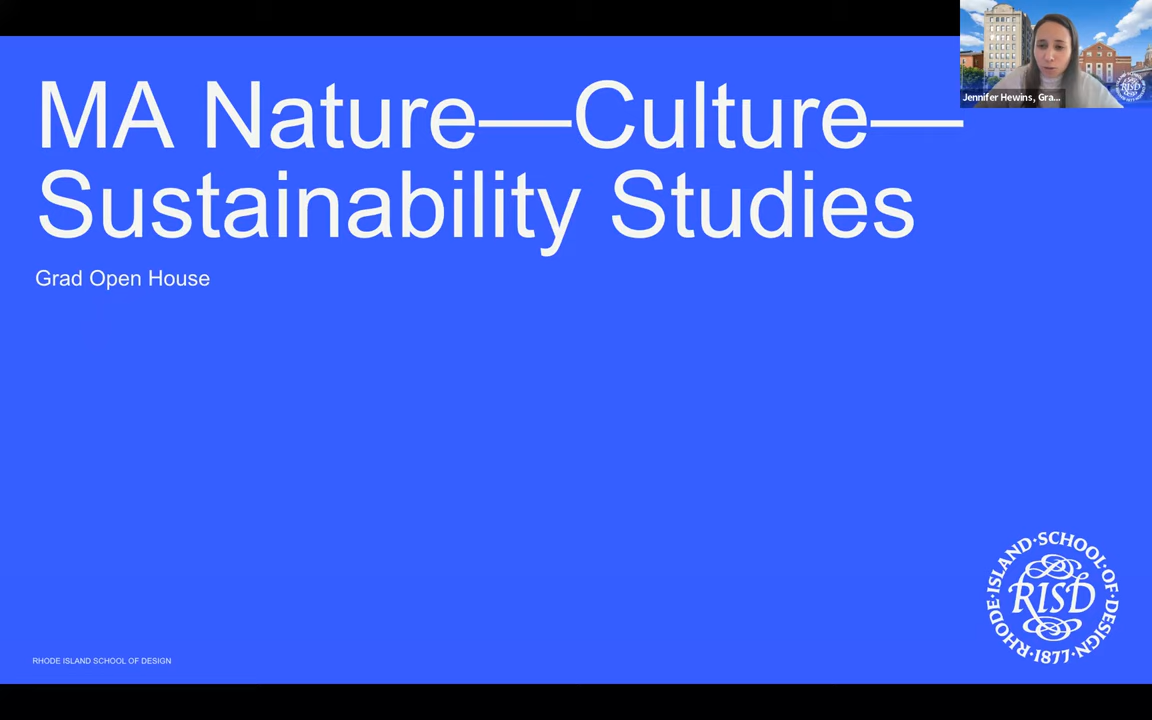 MA Nature—Culture—
Sustainability Studies
Grad Open House
Jennifer Hewins, Gra...
RISD
RHODE·ISLAND·SCHOOL·OF·DESIGN·1877·
RISD
RHODE ISLAND SCHOOL OF DESIGN